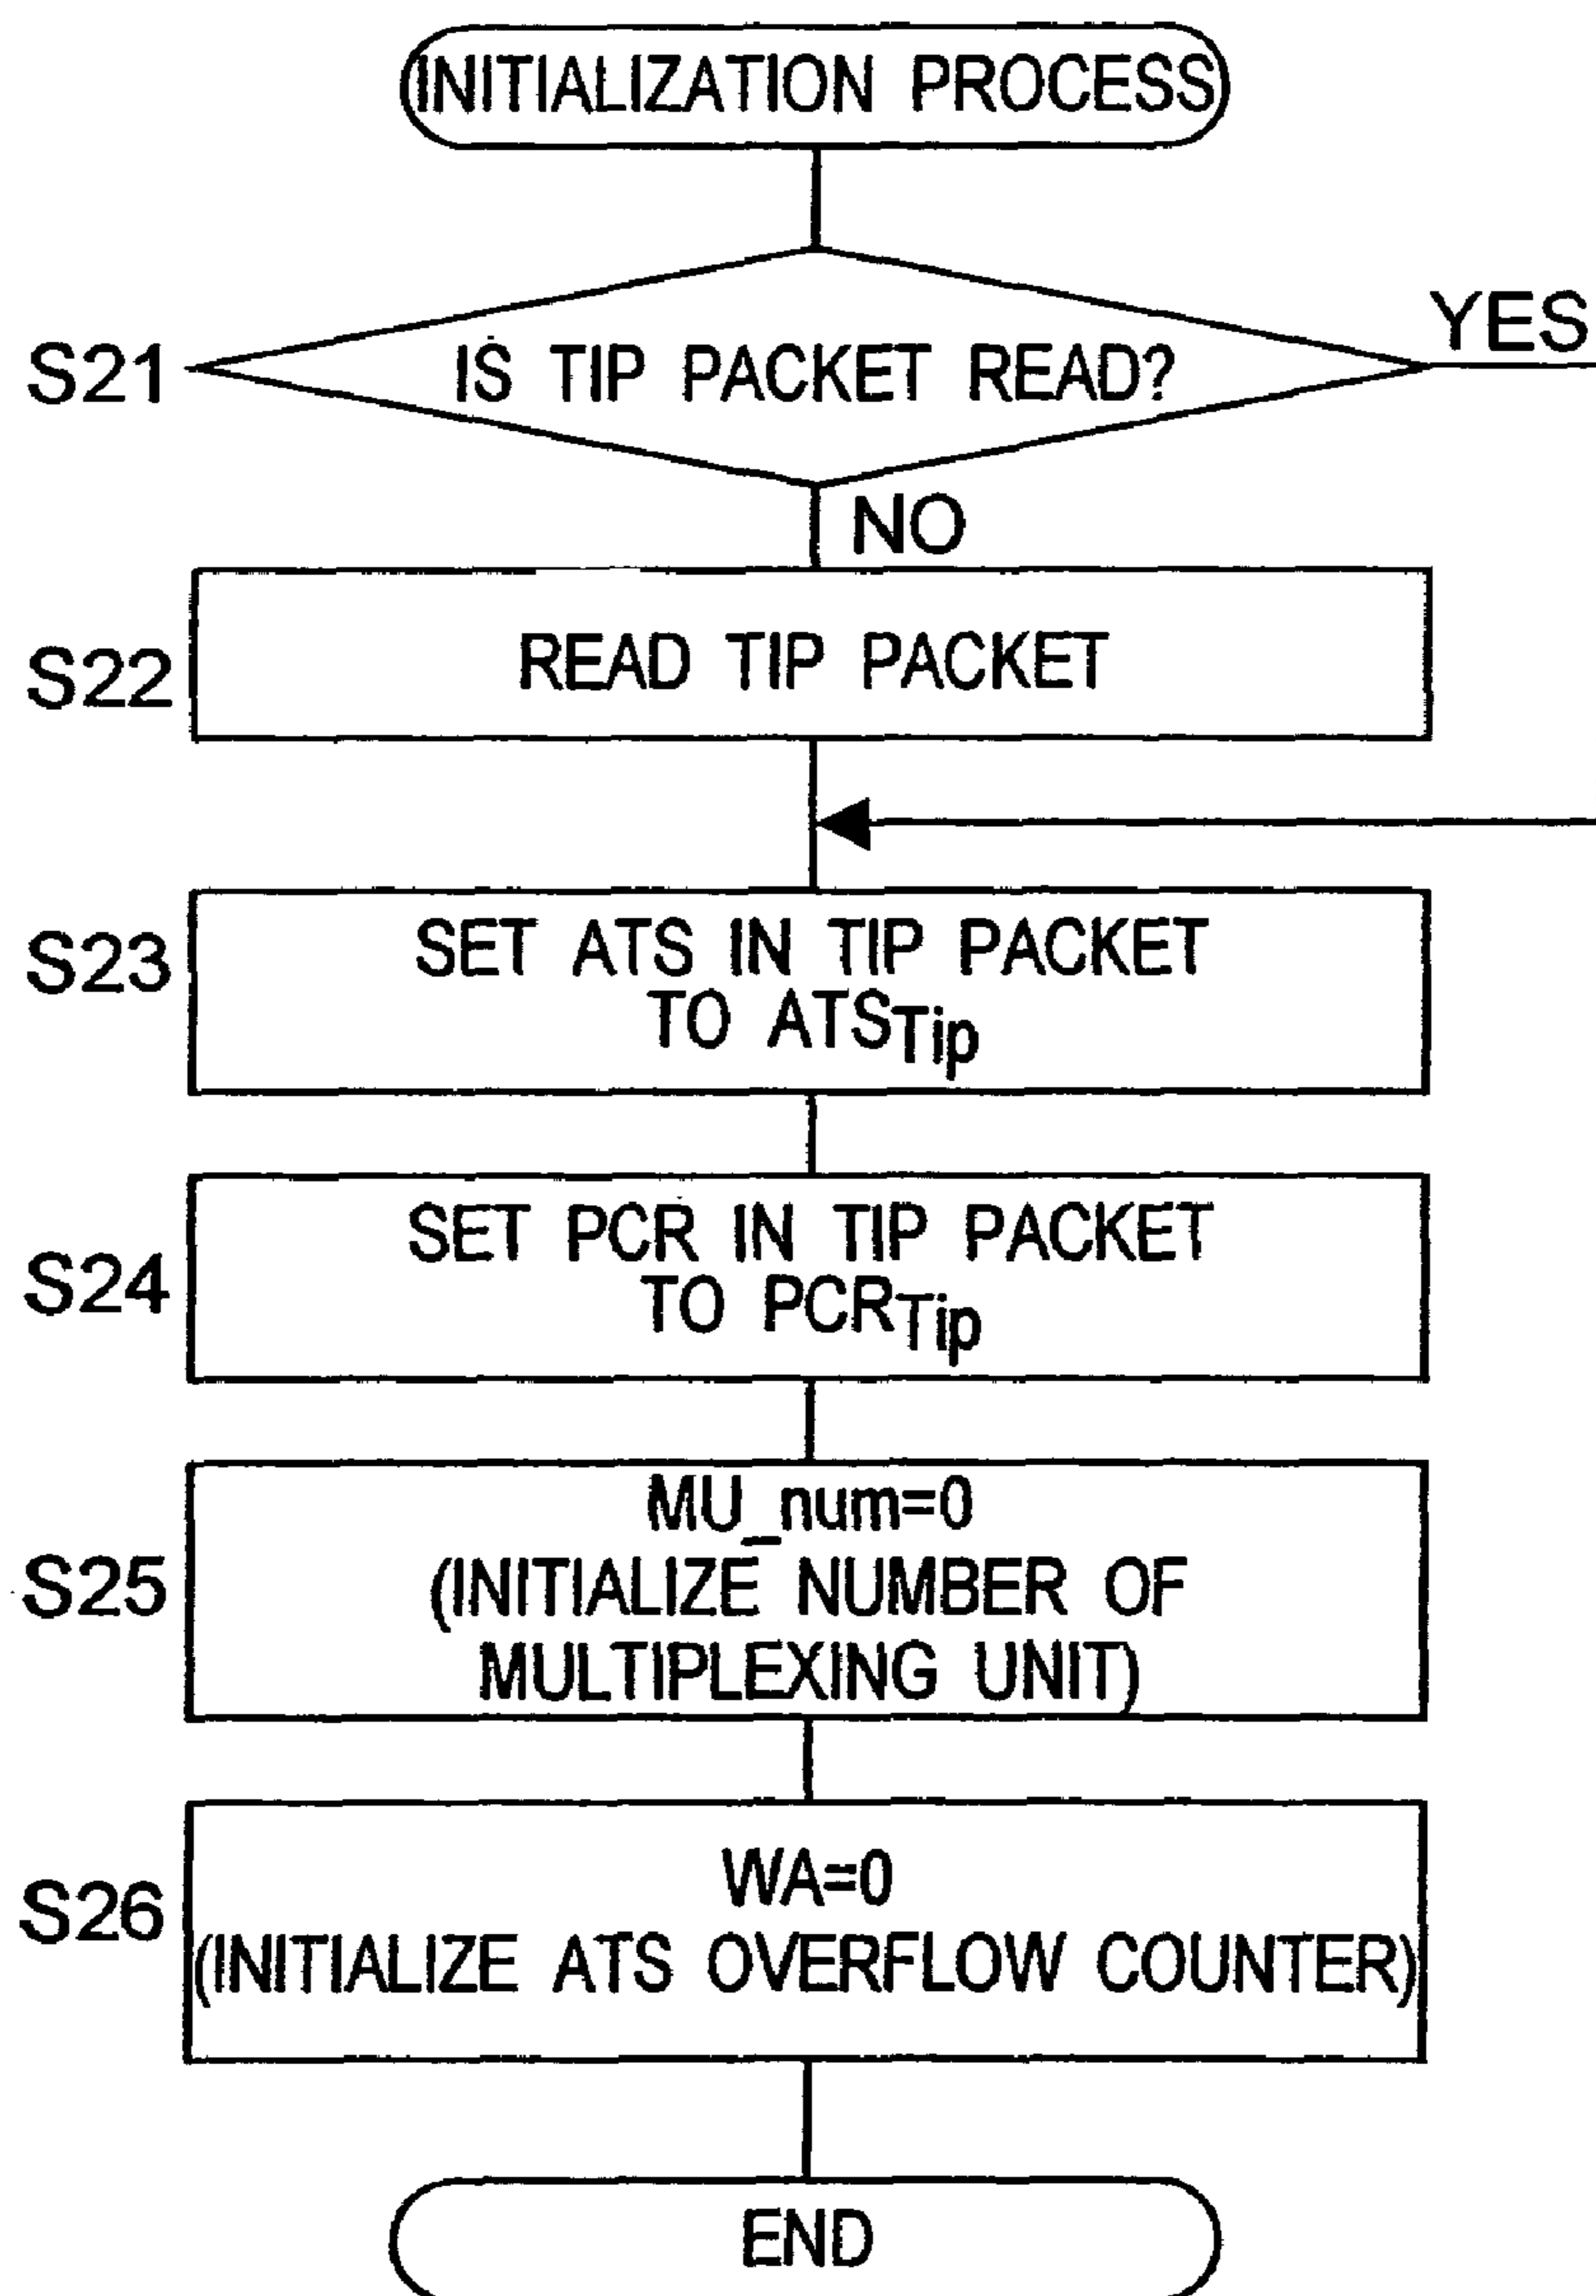 INITIALIZATION PROCESS
S21
IS TIP PACKET READ?
YES
NO
S22
READ TIP PACKET
S23
SET ATS IN TIP PACKET
TO ATSTip
S24
SET PCR IN TIP PACKET
TO PCRTip
S25
MU_num=0
(INITIALIZE NUMBER OF
MULTIPLEXING UNIT)
S26
WA=0
(INITIALIZE ATS OVERFLOW COUNTER)
END